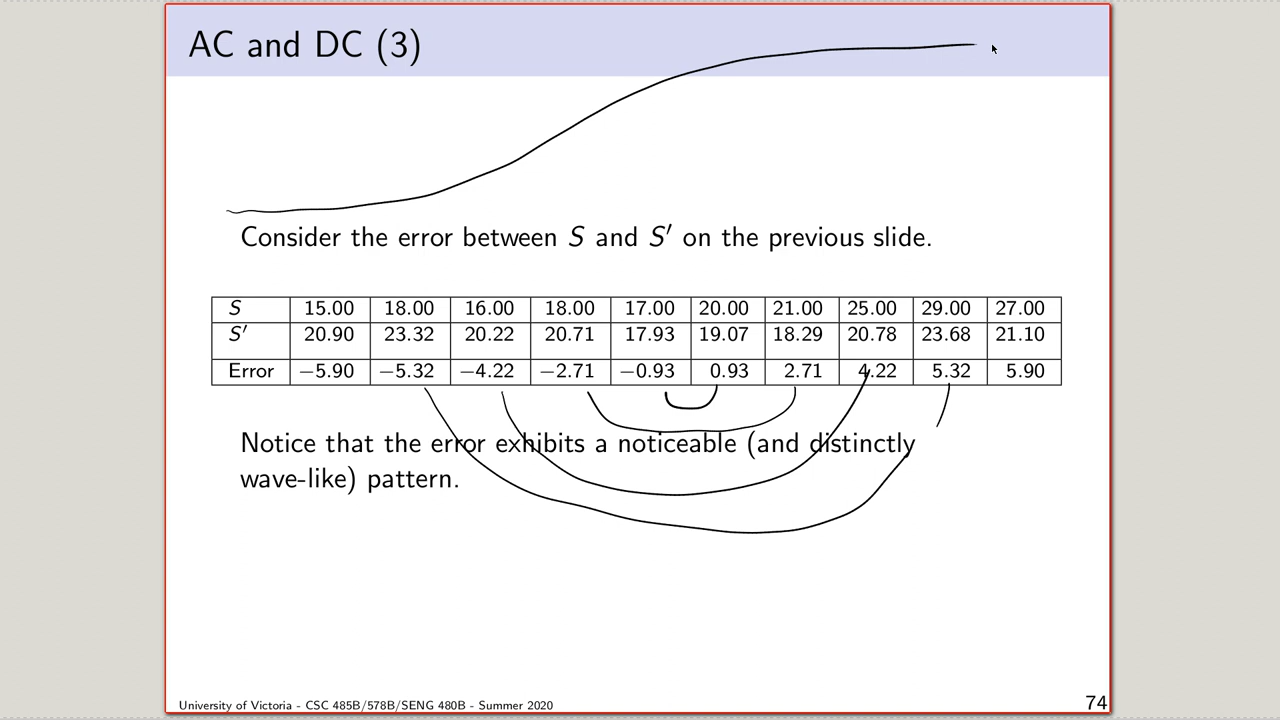 AC and DC (3)
Consider the error between S and S′ on the previous slide.
S 15.00 18.00 16.00 18.00 17.00 20.00 21.00 25.00 29.00 27.00
S′ 20.90 23.32 20.22 20.71 17.93 19.07 18.29 20.78 23.68 21.10
Error −5.90 −5.32 −4.22 −2.71 −0.93 0.93 2.71 4.22 5.32 5.90
Notice that the error exhibits a noticeable (and distinctly
wave-like) pattern.
University of Victoria - CSC 485B/578B/SENG 480B - Summer 2020
74